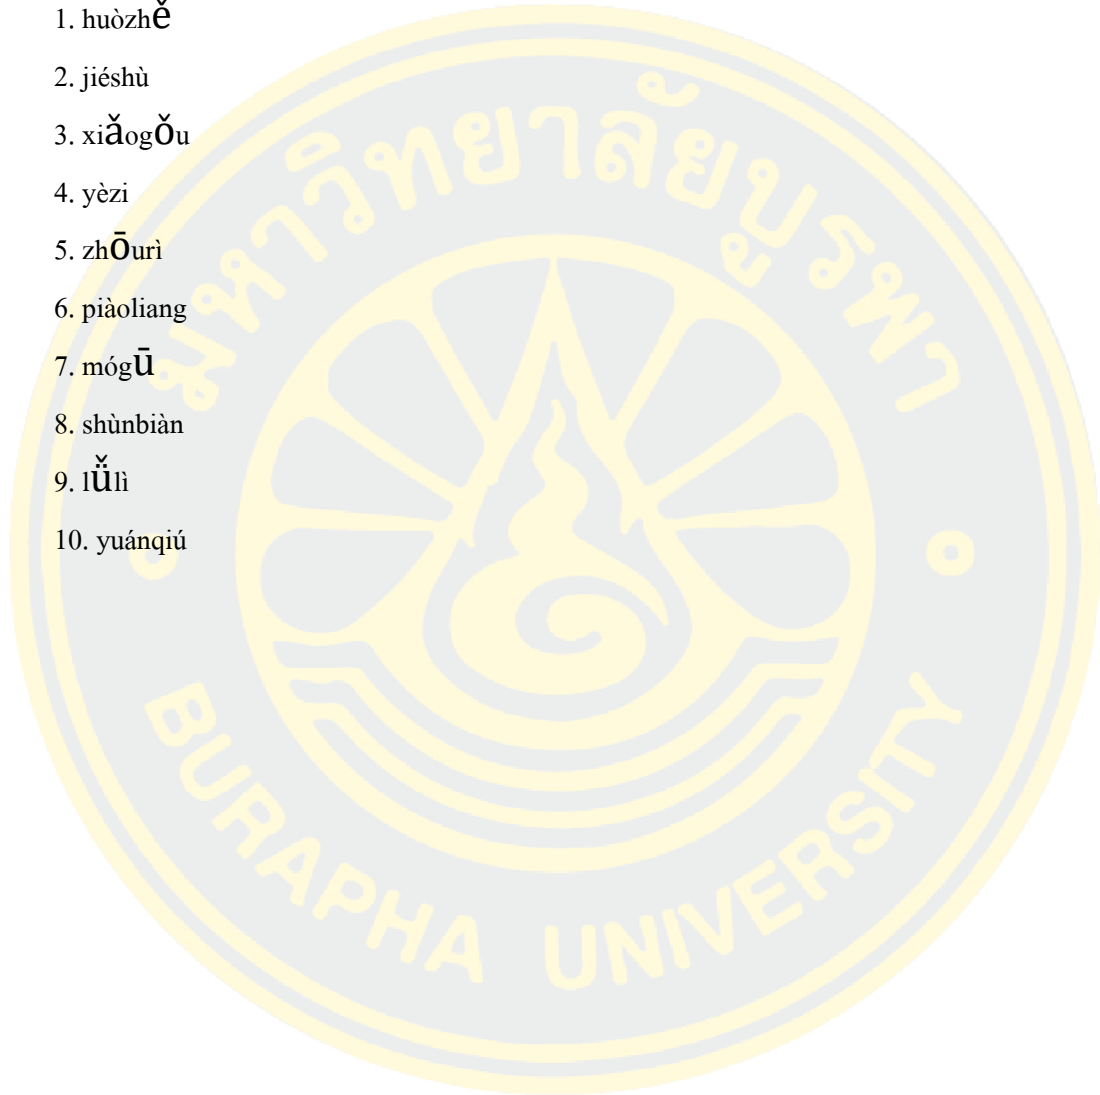 1. huòzhě
2. jiéshù
3. xiǎogǒu
4. yèzi
5. zhōurì
6. piàoliang
7. mógū
8. shùnbiàn
9. lǚlì
10. yuánqiú
มหาวิทยาลัยบูรพา
BURAPHA UNIVERSITY